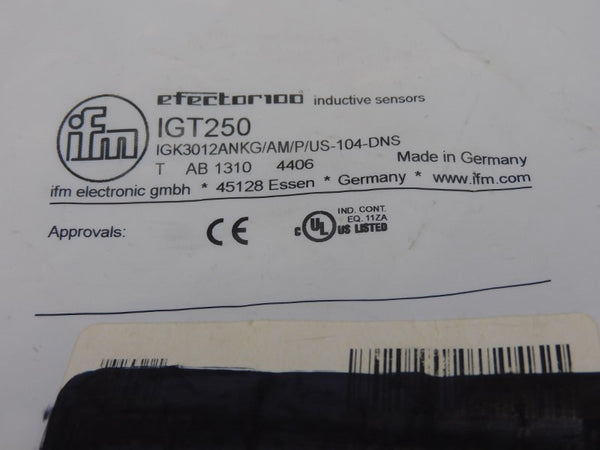 efector100 inductive sensors
ifm
IGT250
IGK3012ANKG/AM/P/US-104-DNS
T AB 1310 4406 Made in Germany
ifm electronic gmbh * 45128 Essen * Germany * www.ifm.com
Approvals: CE c UL US LISTED
IND. CONT.
EQ. 11ZA